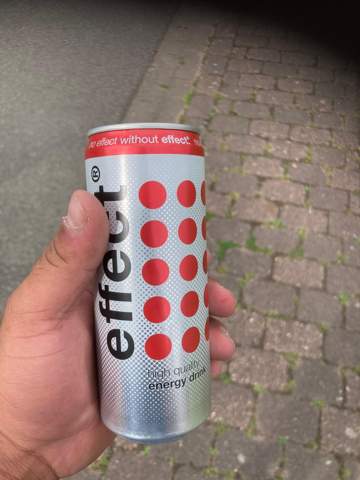 no effect without effect.®
effect®
high quality
energy drink